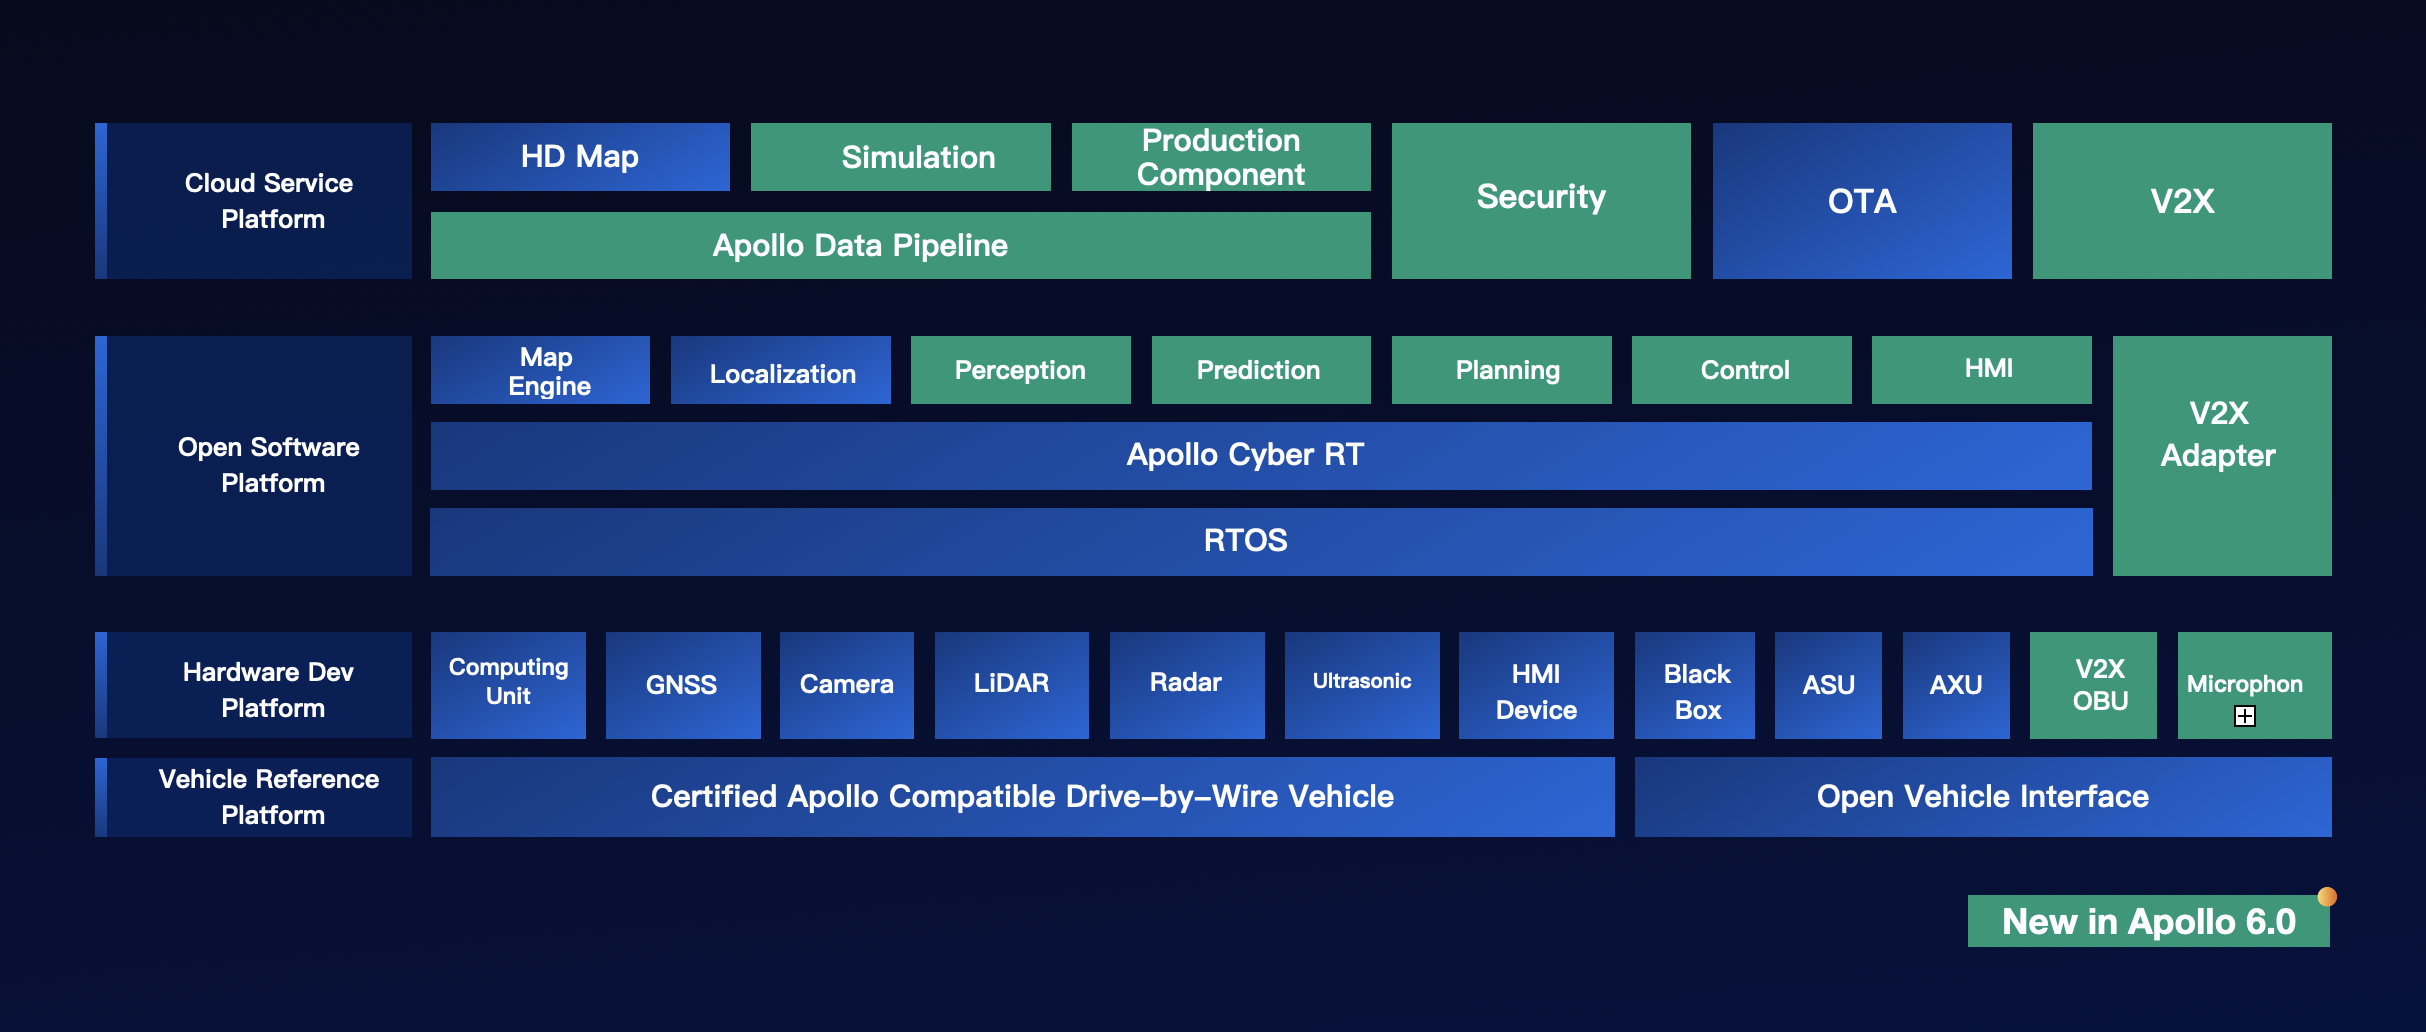 Cloud Service
Platform
HD Map
Simulation
Production
Component
Apollo Data Pipeline
Security
OTA
V2X
Open Software
Platform
Map
Engine
Localization
Perception
Prediction
Planning
Control
HMI
Apollo Cyber RT
RTOS
V2X
Adapter
Hardware Dev
Platform
Computing
Unit
GNSS
Camera
LiDAR
Radar
Ultrasonic
HMI
Device
Black
Box
ASU
AXU
V2X
OBU
Microphon
Vehicle Reference
Platform
Certified Apollo Compatible Drive-by-Wire Vehicle
Open Vehicle Interface
New in Apollo 6.0